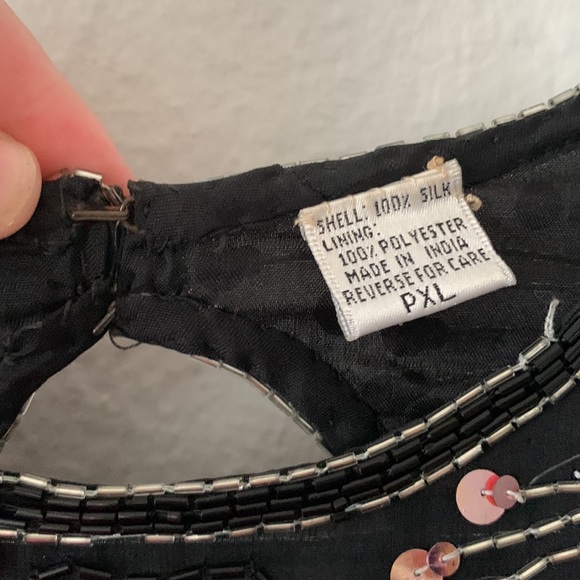 SHELL: 100% SILK
LINING:
100% POLYESTER
MADE IN INDIA
REVERSE FOR CARE
PXL